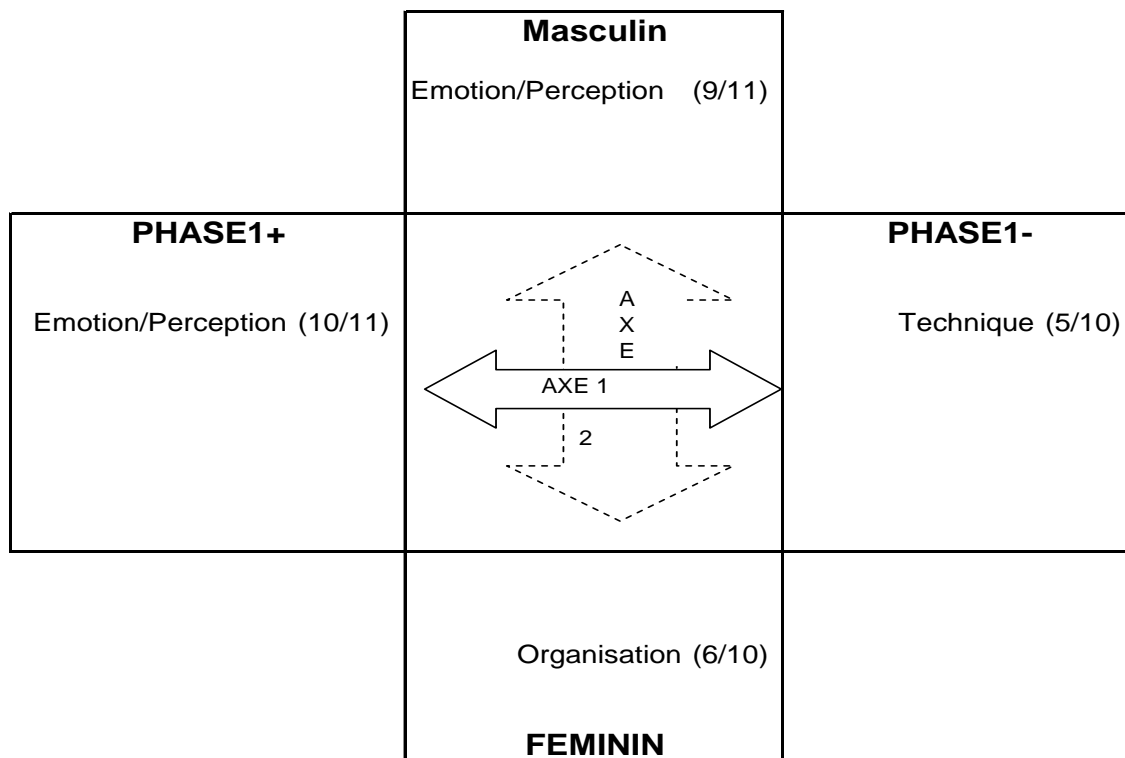 Masculin
Emotion/Perception (9/11)
PHASE1+
PHASE1-
A
X
E
Emotion/Perception (10/11)
Technique (5/10)
AXE 1
2
Organisation (6/10)
FEMININ